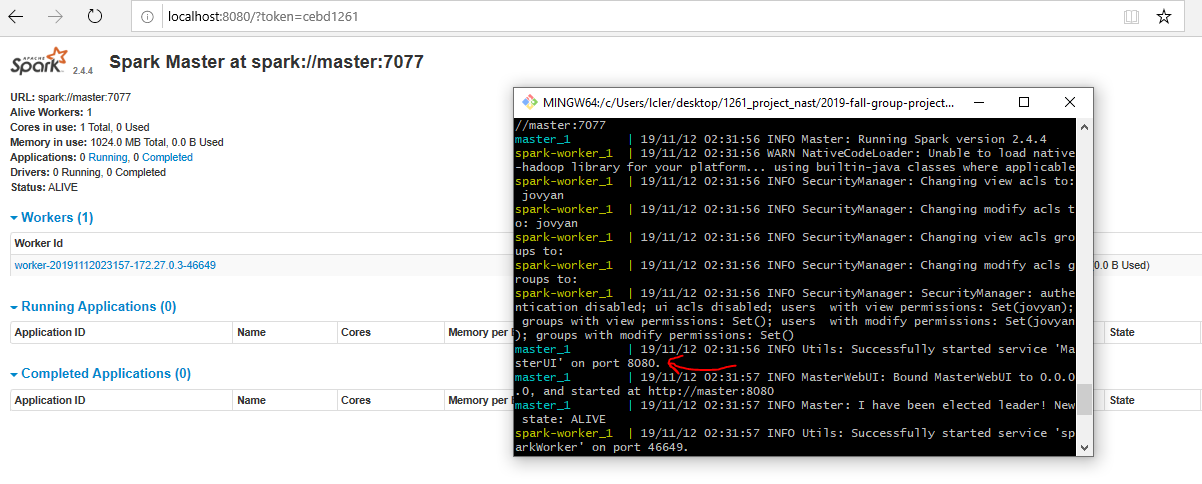 localhost:8080/?token=cebd1261
APACHE
Spark 2.4.4 Spark Master at spark://master:7077
URL: spark://master:7077
Alive Workers: 1
Cores in use: 1 Total, 0 Used
Memory in use: 1024.0 MB Total, 0.0 B Used
Applications: 0 Running, 0 Completed
Drivers: 0 Running, 0 Completed
Status: ALIVE
Workers (1)
Worker Id
worker-20191112023157-172.27.0.3-46649
0.0 B Used)
Running Applications (0)
Application ID Name Cores Memory per State
Completed Applications (0)
Application ID Name Cores Memory per State
MINGW64:/c/Users/lcler/desktop/1261_project_nast/2019-fall-group-project...
//master:7077
master_1 | 19/11/12 02:31:56 INFO Master: Running Spark version 2.4.4
spark-worker_1 | 19/11/12 02:31:56 WARN NativeCodeLoader: Unable to load native
-hadoop library for your platform... using builtin-java classes where applicable
spark-worker_1 | 19/11/12 02:31:56 INFO SecurityManager: Changing view acls to:
jovyan
spark-worker_1 | 19/11/12 02:31:56 INFO SecurityManager: Changing modify acls t
o: jovyan
spark-worker_1 | 19/11/12 02:31:56 INFO SecurityManager: Changing view acls gro
ups to:
spark-worker_1 | 19/11/12 02:31:56 INFO SecurityManager: Changing modify acls g
roups to:
spark-worker_1 | 19/11/12 02:31:56 INFO SecurityManager: SecurityManager: authe
ntication disabled; ui acls disabled; users with view permissions: Set(jovyan);
groups with view permissions: Set(); users with modify permissions: Set(jovyan
); groups with modify permissions: Set()
master_1 | 19/11/12 02:31:56 INFO Utils: Successfully started service 'Ma
sterUI' on port 8080.
master_1 | 19/11/12 02:31:57 INFO MasterWebUI: Bound MasterWebUI to 0.0.0
.0, and started at http://master:8080
master_1 | 19/11/12 02:31:57 INFO Master: I have been elected leader! New
state: ALIVE
spark-worker_1 | 19/11/12 02:31:57 INFO Utils: Successfully started service 'sp
arkWorker' on port 46649.